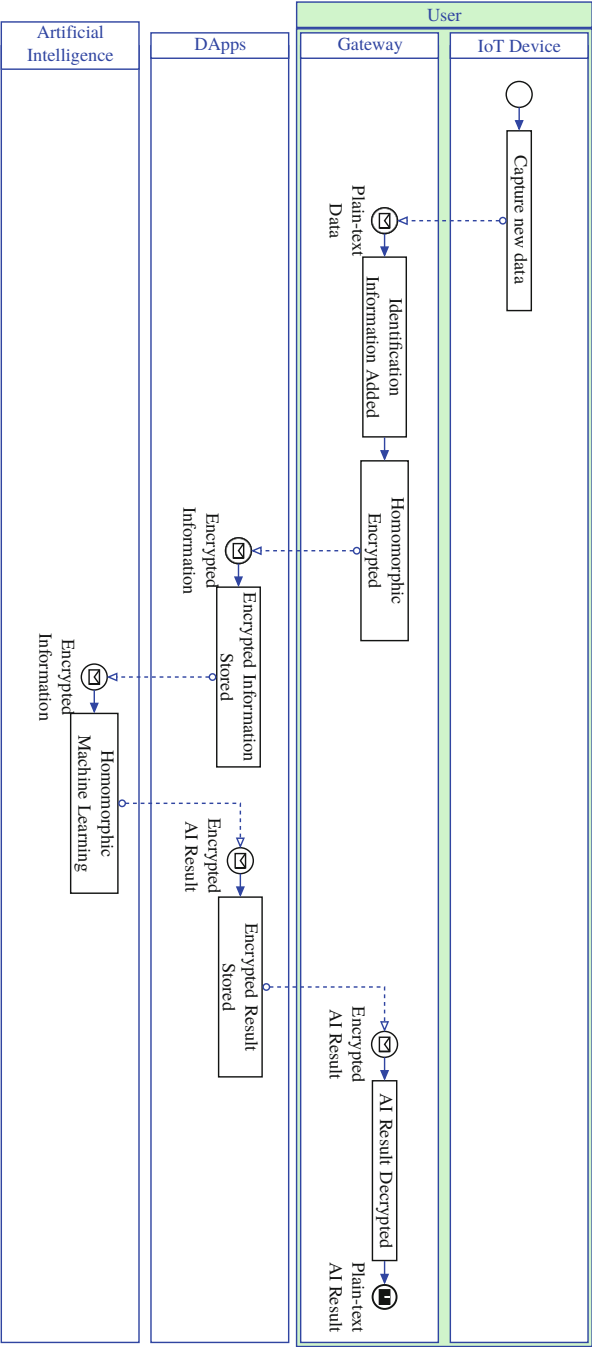 User
Artificial
Intelligence
DApps
Gateway
IoT Device
Capture new data
Plain-text
Data
Identification
Information Added
Homomorphic
Encrypted
Encrypted
Information
Encrypted Information
Stored
Encrypted
Information
Homomorphic
Machine Learning
Encrypted
AI Result
Encrypted Result
Stored
Encrypted
AI Result
AI Result Decrypted
Plain-text
AI Result